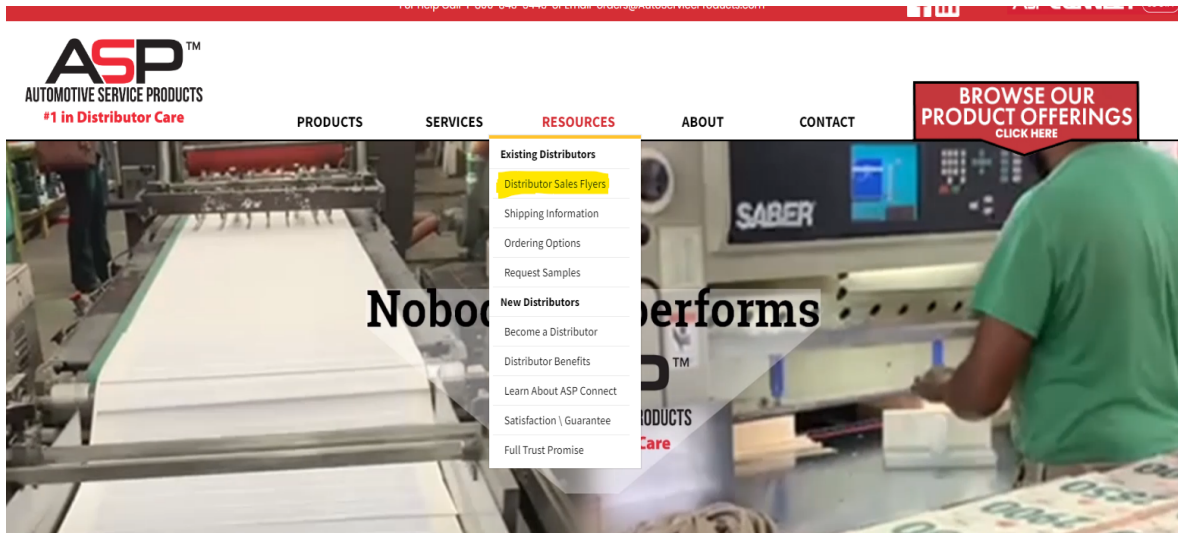 ASP™
AUTOMOTIVE SERVICE PRODUCTS
#1 in Distributor Care
PRODUCTS
SERVICES
RESOURCES
ABOUT
CONTACT
BROWSE OUR
PRODUCT OFFERINGS
CLICK HERE
Existing Distributors
Distributor Sales Flyers
Shipping Information
Ordering Options
Request Samples
New Distributors
Become a Distributor
Distributor Benefits
Learn About ASP Connect
Satisfaction \ Guarantee
Full Trust Promise
SABER
TM
Care